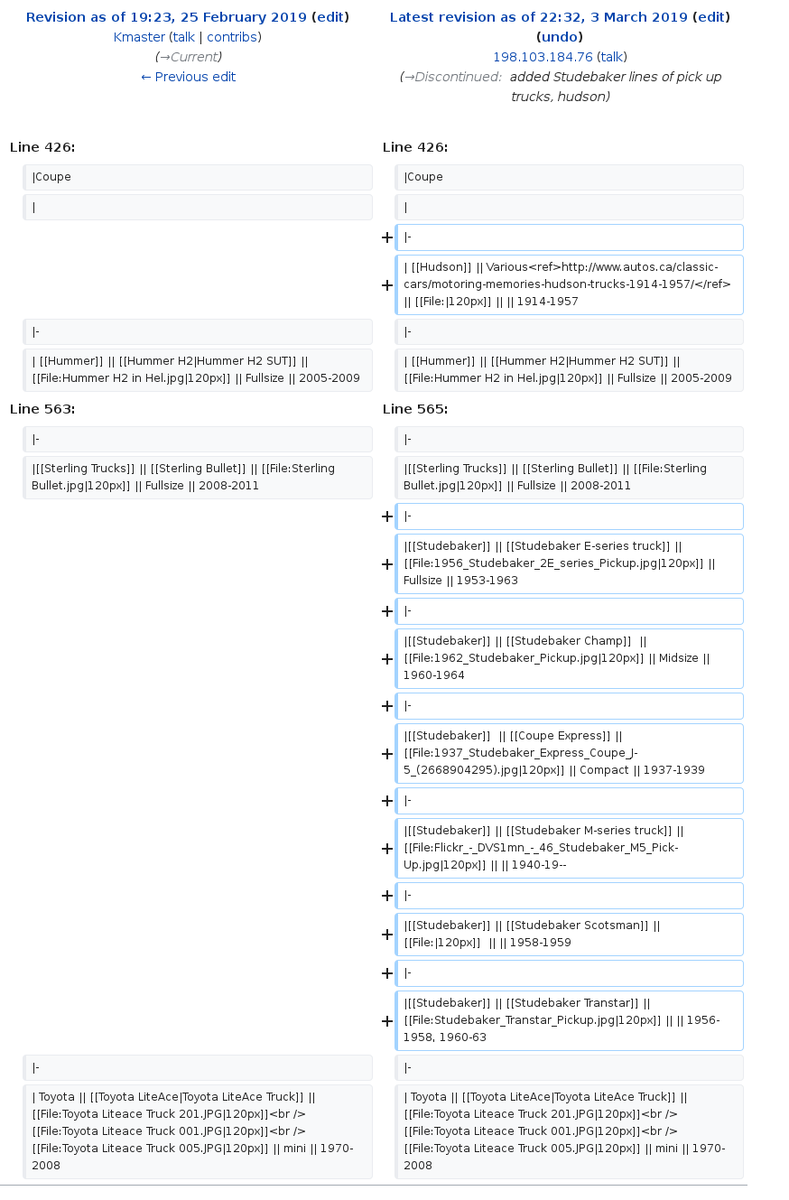 Revision as of 19:23, 25 February 2019 (edit)
Kmaster (talk | contribs)
(→Current)
← Previous edit
Latest revision as of 22:32, 3 March 2019 (edit)
(undo)
198.103.184.76 (talk)
(→Discontinued: added Studebaker lines of pick up
trucks, hudson)
Line 426:
Line 426:
|Coupe
|Coupe
|
|
+ |-
+ | [[Hudson]] || Various<ref>http://www.autos.ca/classic-
cars/motoring-memories-hudson-trucks-1914-1957/</ref>
|| [[File:|120px]] || || 1914-1957
|-
|-
| [[Hummer]] || [[Hummer H2|Hummer H2 SUT]] ||
[[File:Hummer H2 in Hel.jpg|120px]] || Fullsize || 2005-2009
| [[Hummer]] || [[Hummer H2|Hummer H2 SUT]] ||
[[File:Hummer H2 in Hel.jpg|120px]] || Fullsize || 2005-2009
Line 563:
Line 565:
|-
|-
|[[Sterling Trucks]] || [[Sterling Bullet]] || [[File:Sterling
Bullet.jpg|120px]] || Fullsize || 2008-2011
|[[Sterling Trucks]] || [[Sterling Bullet]] || [[File:Sterling
Bullet.jpg|120px]] || Fullsize || 2008-2011
+ |-
+ |[[Studebaker]] || [[Studebaker E-series truck]] ||
[[File:1956_Studebaker_2E_series_Pickup.jpg|120px]] ||
Fullsize || 1953-1963
+ |-
+ |[[Studebaker]] || [[Studebaker Champ]]  ||
[[File:1962_Studebaker_Pickup.jpg|120px]] || Midsize ||
1960-1964
+ |-
+ |[[Studebaker]]  || [[Coupe Express]] ||
[[File:1937_Studebaker_Express_Coupe_J-
5_(2668904295).jpg|120px]] || Compact || 1937-1939
+ |-
+ |[[Studebaker]] || [[Studebaker M-series truck]] ||
[[File:Flickr_-_DVS1mn_-_46_Studebaker_M5_Pick-
Up.jpg|120px]] || || 1940-19--
+ |-
+ |[[Studebaker]] || [[Studebaker Scotsman]] ||
[[File:|120px]]  || || 1958-1959
+ |-
+ |[[Studebaker]] || [[Studebaker Transtar]] ||
[[File:Studebaker_Transtar_Pickup.jpg|120px]] || || 1956-
1958, 1960-63
|-
|-
| Toyota || [[Toyota LiteAce|Toyota LiteAce Truck]] ||
[[File:Toyota Liteace Truck 201.JPG|120px]]<br />
[[File:Toyota Liteace Truck 001.JPG|120px]]<br />
[[File:Toyota Liteace Truck 005.JPG|120px]] || mini || 1970-
2008
| Toyota || [[Toyota LiteAce|Toyota LiteAce Truck]] ||
[[File:Toyota Liteace Truck 201.JPG|120px]]<br />
[[File:Toyota Liteace Truck 001.JPG|120px]]<br />
[[File:Toyota Liteace Truck 005.JPG|120px]] || mini || 1970-
2008